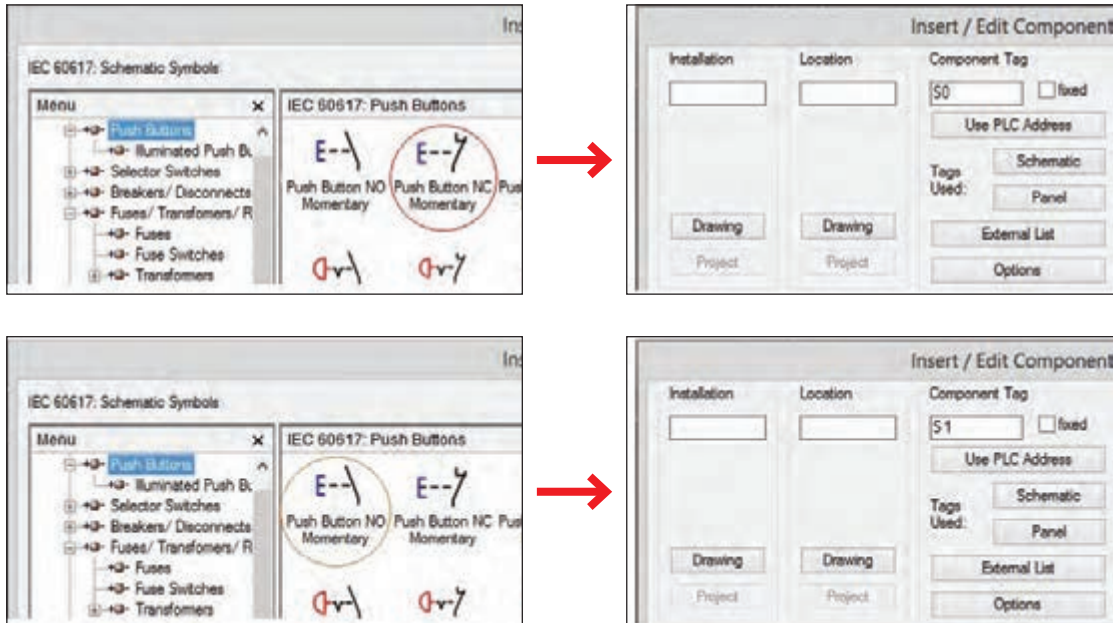 Ins
IEC 60617: Schematic Symbols
Menu
Push Buttons
Illuminated Push Bu
Selector Switches
Breakers/ Disconnects
Fuses/ Transfomers/ R
Fuses
Fuse Switches
Transfomers
IEC 60617: Push Buttons
Push Button NO Push Button NC Pus
Momentary Momentary
Insert / Edit Component
Installation Location Component Tag
S0 fixed
Use PLC Address
Tags Used:
Schematic
Panel
Drawing Drawing External List
Project Project Options
Ins
IEC 60617: Schematic Symbols
Menu
Push Buttons
Illuminated Push Bu
Selector Switches
Breakers/ Disconnects
Fuses/ Transfomers/ R
Fuses
Fuse Switches
Transfomers
IEC 60617: Push Buttons
Push Button NO Push Button NC Pus
Momentary Momentary
Insert / Edit Component
Installation Location Component Tag
S1 fixed
Use PLC Address
Tags Used:
Schematic
Panel
Drawing Drawing External List
Project Project Options